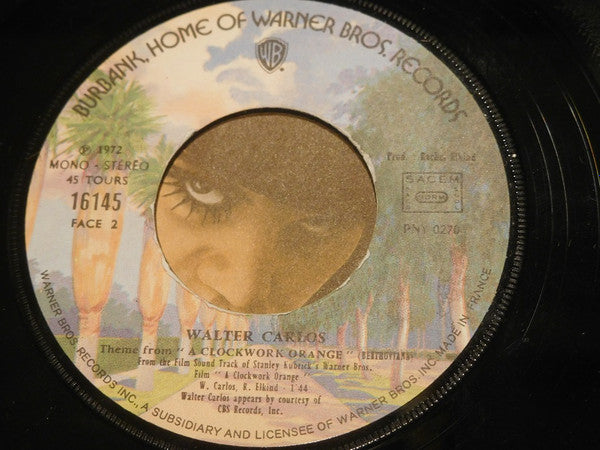 BURBANK, HOME OF WARNER BROS. RECORDS
WB
℗ 1972
MONO - STEREO
45 TOURS
16145
FACE 2
Prod. Rachel Elkind
SACEM
PNY 0270
WALTER CARLOS
Theme from " A CLOCKWORK ORANGE "
From the Film Sound Track of Stanley Kubrick's Warner Bros.
Film " A Clockwork Orange "
W. Carlos, R. Elkind - 1'44
Walter Carlos appears by courtesy of
CBS Records, Inc.
WARNER BROS RECORDS INC., A SUBSIDIARY AND LICENSEE OF WARNER BROS. INC MADE IN FRANCE